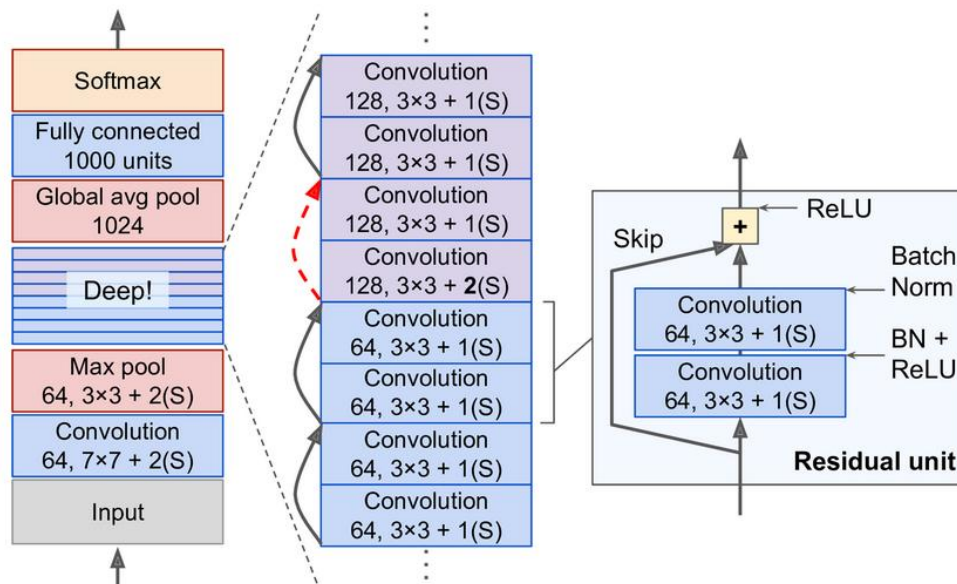 Softmax
Fully connected
1000 units
Global avg pool
1024
Deep!
Max pool
64, 3×3 + 2(S)
Convolution
64, 7×7 + 2(S)
Input
Convolution
128, 3×3 + 1(S)
Convolution
128, 3×3 + 1(S)
Convolution
128, 3×3 + 1(S)
Convolution
128, 3×3 + 2(S)
Convolution
64, 3×3 + 1(S)
Convolution
64, 3×3 + 1(S)
Convolution
64, 3×3 + 1(S)
Convolution
64, 3×3 + 1(S)
ReLU
+
Skip
Batch
Norm
Convolution
64, 3×3 + 1(S)
BN +
ReLU
Convolution
64, 3×3 + 1(S)
Residual unit